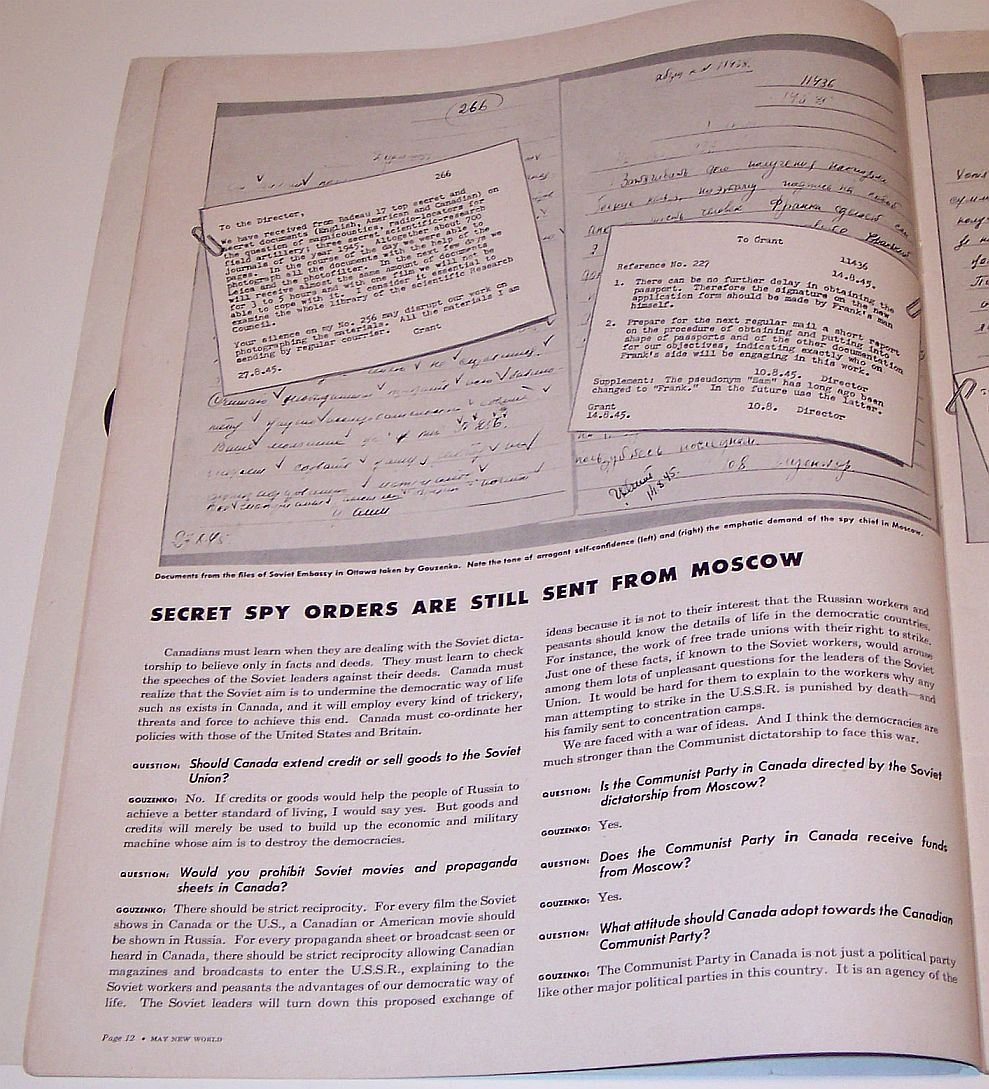 266
To the Director,
We have received from Badeau 17 top secret and
secret documents (English, American and Canadian) on
the question of magnicoustics, radio-locators for
field artillery; three secret scientific-research
journals of the year 1945. Altogether about 700
pages. In the course of the day we were able to
photograph all the documents with the help of the
Leica and the photofilter. In the next few days we
will receive almost the same amount of documents
for 3 to 5 hours and with one film we will not be
able to cope with it. I consider it essential to
examine the whole library of the scientific Research
Council.
Your silence on my No. 256 may disrupt our work on
photographing the materials. All the materials I am
sending by regular courrier.
Grant
27.8.45.
11436
To Grant
11436
14.8.45.
Reference No. 227
1. There can be no further delay in obtaining the
passport. Therefore the signature on the new
application form should be made by Frank's man
himself.
2. Prepare for the next regular mail a short report
on the procedure of obtaining and putting into
shape of passports and of the other documentation
for our objectives, indicating exactly who on
Frank's side will be engaging in this work.
10.8.45. Director
Supplement: The pseudonym "Sam" has long ago been
changed to "Frank." In the future use the latter.
10.8. Director
Grant
14.8.45.
Documents from the files of Soviet Embassy in Ottawa taken by Gouzenko. Note the tone of arrogant self-confidence (left) and (right) the emphatic demand of the spy chief in Moscow.
SECRET SPY ORDERS ARE STILL SENT FROM MOSCOW
Canadians must learn when they are dealing with the Soviet dicta-
torship to believe only in facts and deeds. They must learn to check
the speeches of the Soviet leaders against their deeds. Canada must
realize that the Soviet aim is to undermine the democratic way of life
such as exists in Canada, and it will employ every kind of trickery,
threats and force to achieve this end. Canada must co-ordinate her
policies with those of the United States and Britain.
QUESTION: Should Canada extend credit or sell goods to the Soviet
Union?
GOUZENKO: No. If credits or goods would help the people of Russia to
achieve a better standard of living, I would say yes. But goods and
credits will merely be used to build up the economic and military
machine whose aim is to destroy the democracies.
QUESTION: Would you prohibit Soviet movies and propaganda
sheets in Canada?
GOUZENKO: There should be strict reciprocity. For every film the Soviet
shows in Canada or the U.S., a Canadian or American movie should
be shown in Russia. For every propaganda sheet or broadcast seen or
heard in Canada, there should be strict reciprocity allowing Canadian
magazines and broadcasts to enter the U.S.S.R., explaining to the
Soviet workers and peasants the advantages of our democratic way of
life. The Soviet leaders will turn down this proposed exchange of
ideas because it is not to their interest that the Russian workers and
peasants should know the details of life in the democratic countries.
For instance, the work of free trade unions with their right to strike.
Just one of these facts, if known to the Soviet workers, would arouse
among them lots of unpleasant questions for the leaders of the Soviet
Union. It would be hard for them to explain to the workers why any
man attempting to strike in the U.S.S.R. is punished by death—and
his family sent to concentration camps.
We are faced with a war of ideas. And I think the democracies are
much stronger than the Communist dictatorship to face this war.
QUESTION: Is the Communist Party in Canada directed by the Soviet
dictatorship from Moscow?
GOUZENKO: Yes.
QUESTION: Does the Communist Party in Canada receive funds
from Moscow?
GOUZENKO: Yes.
QUESTION: What attitude should Canada adopt towards the Canadian
Communist Party?
GOUZENKO: The Communist Party in Canada is not just a political party
like other major political parties in this country. It is an agency of the
Page 12 • MAY NEW WORLD